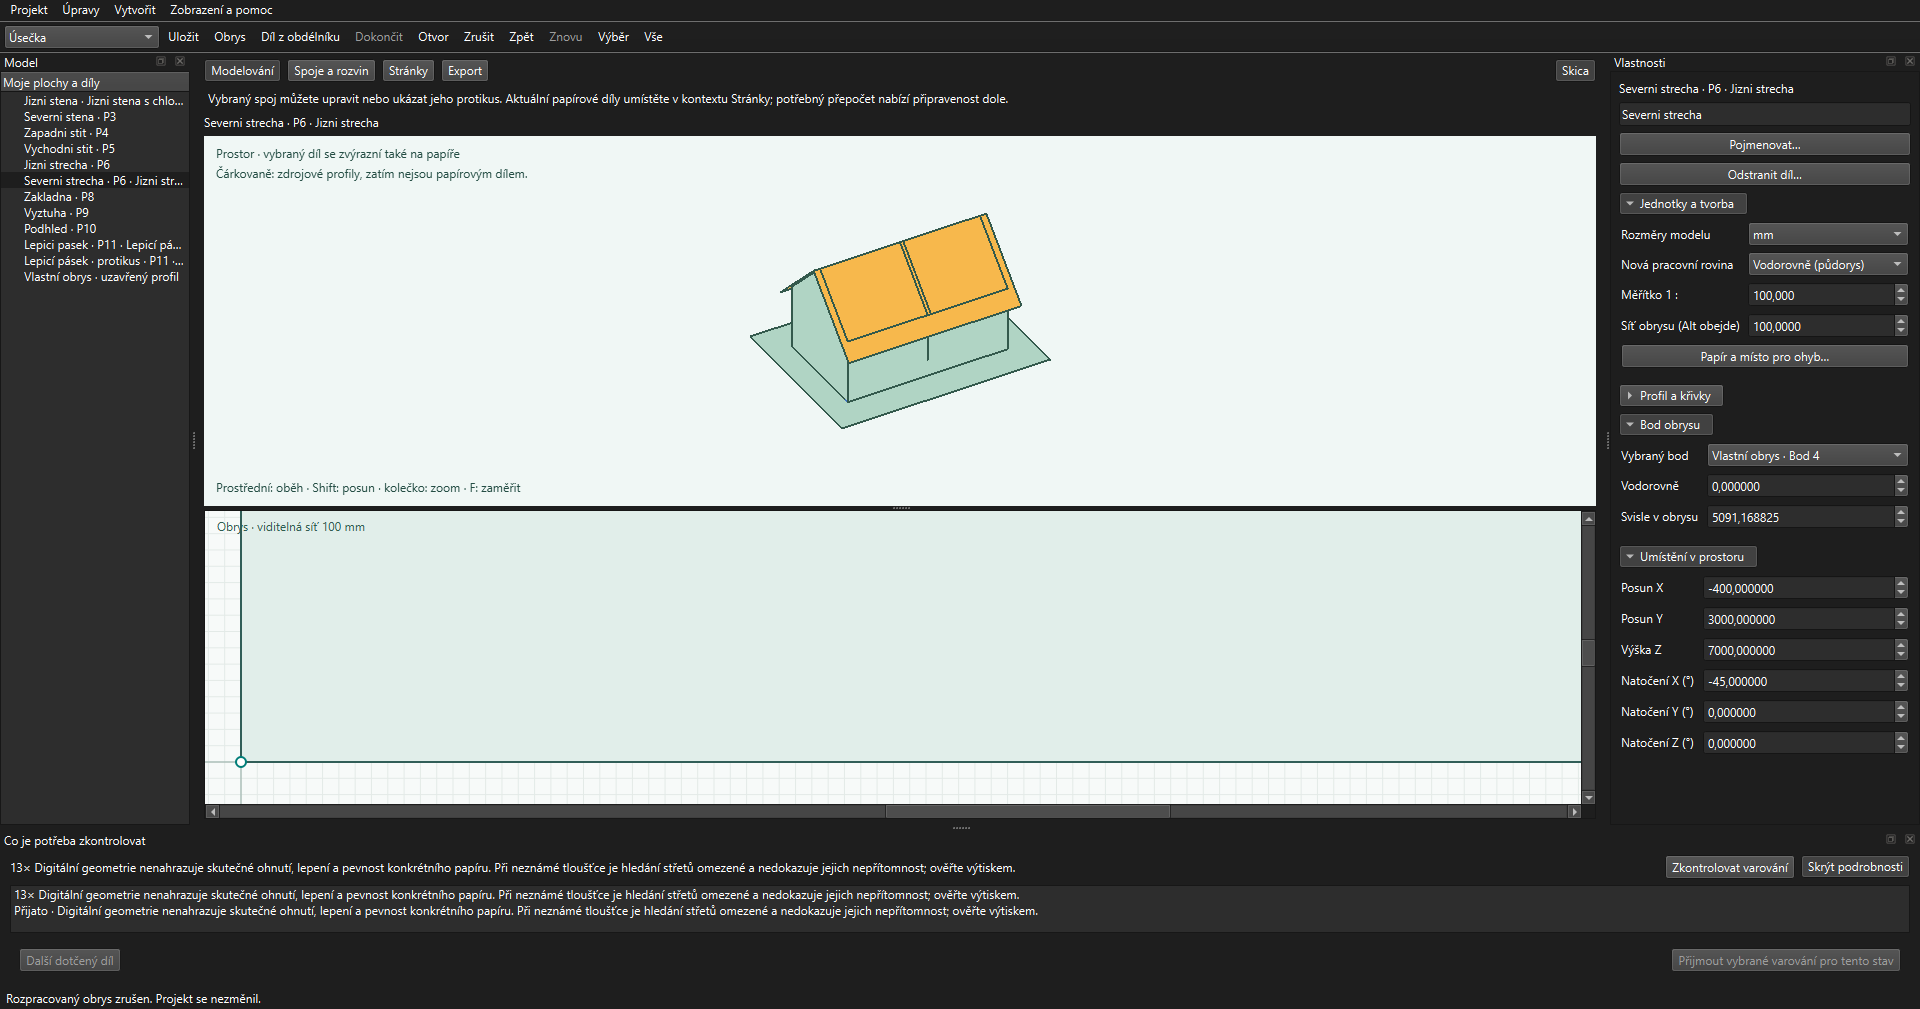 Projekt Úpravy Vytvořit Zobrazení a pomoc
Úsečka Uložit Obrys Díl z obdélníku Dokončit Otvor Zrušit Zpět Znovu Výběr Vše
Model
Moje plochy a díly
Jizni stena · Jizni stena s chlo...
Severni stena · P3
Zapadni stit · P4
Vychodni stit · P5
Jizni strecha · P6
Severni strecha · P6 · Jizni str...
Zakladna · P8
Vyztuha · P9
Podhled · P10
Lepici pasek · P11 · Lepicí pá...
Lepicí pásek · protikus · P11 ·...
Vlastní obrys · uzavřený profil
Modelování Spoje a rozvin Stránky Export Skica
Vybraný spoj můžete upravit nebo ukázat jeho protikus. Aktuální papírové díly umístěte v kontextu Stránky; potřebný přepočet nabízí připravenost dole.
Severni strecha · P6 · Jizni strecha
Prostor · vybraný díl se zvýrazní také na papíře
Čárkovaně: zdrojové profily, zatím nejsou papírovým dílem.
Prostřední: oběh · Shift: posun · kolečko: zoom · F: zaměřit
Obrys · viditelná síť 100 mm
Vlastnosti
Severni strecha · P6 · Jizni strecha
Severni strecha
Pojmenovat...
Odstranit díl...
Jednotky a tvorba
Rozměry modelu mm
Nová pracovní rovina Vodorovně (půdorys)
Měřítko 1 : 100,000
Síť obrysu (Alt obejde) 100,0000
Papír a místo pro ohyb...
Profil a křivky
Bod obrysu
Vybraný bod Vlastní obrys · Bod 4
Vodorovně 0,000000
Svisle v obrysu 5091,168825
Umístění v prostoru
Posun X -400,000000
Posun Y 3000,000000
Výška Z 7000,000000
Natočení X (°) -45,000000
Natočení Y (°) 0,000000
Natočení Z (°) 0,000000
Co je potřeba zkontrolovat
13× Digitální geometrie nenahrazuje skutečné ohnutí, lepení a pevnost konkrétního papíru. Při neznámé tloušťce je hledání střetů omezené a nedokazuje jejich nepřítomnost; ověřte výtiskem.
Zkontrolovat varování Skrýt podrobnosti
13× Digitální geometrie nenahrazuje skutečné ohnutí, lepení a pevnost konkrétního papíru. Při neznámé tloušťce je hledání střetů omezené a nedokazuje jejich nepřítomnost; ověřte výtiskem.
Přijato · Digitální geometrie nenahrazuje skutečné ohnutí, lepení a pevnost konkrétního papíru. Při neznámé tloušťce je hledání střetů omezené a nedokazuje jejich nepřítomnost; ověřte výtiskem.
Další dotčený díl Přijmout vybrané varování pro tento stav
Rozpracovaný obrys zrušen. Projekt se nezměnil.